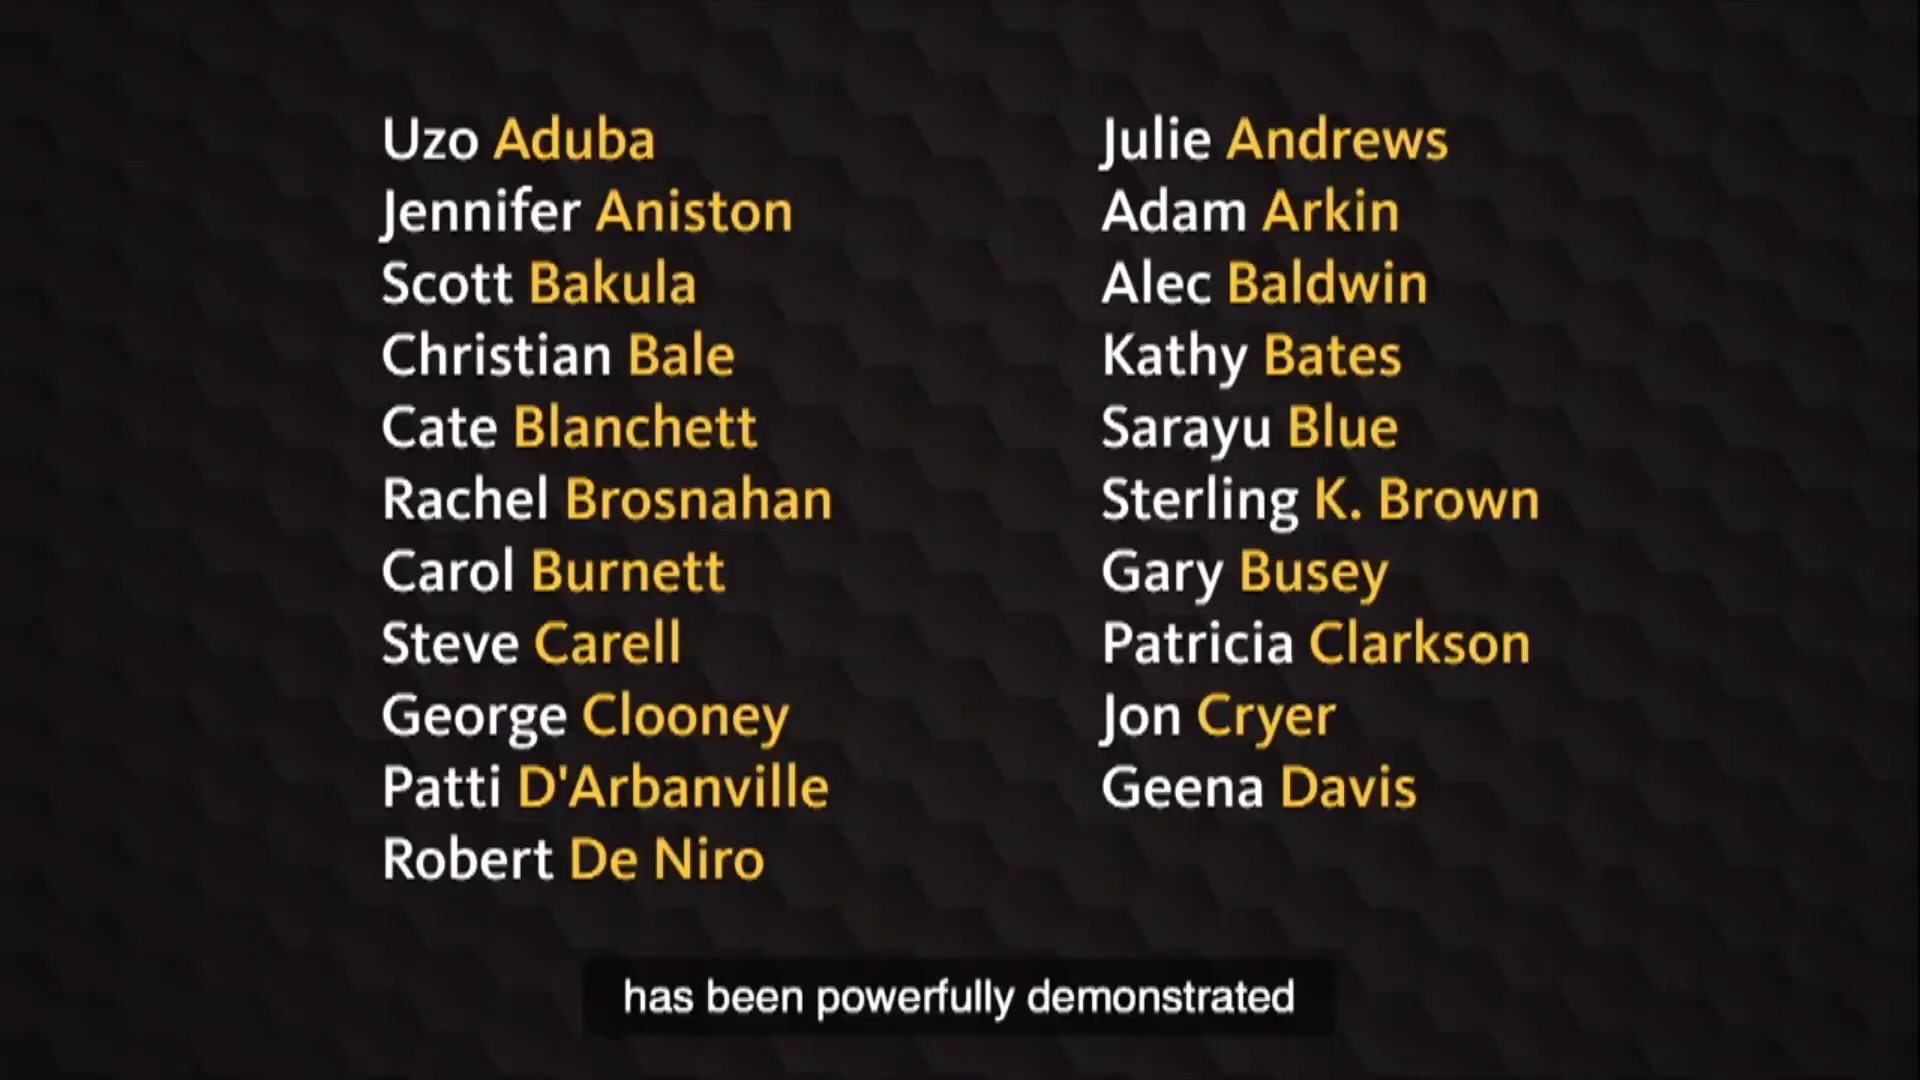 Uzo Aduba
Jennifer Aniston
Scott Bakula
Christian Bale
Cate Blanchett
Rachel Brosnahan
Carol Burnett
Steve Carell
George Clooney
Patti D'Arbanville
Robert De Niro
Julie Andrews
Adam Arkin
Alec Baldwin
Kathy Bates
Sarayu Blue
Sterling K. Brown
Gary Busey
Patricia Clarkson
Jon Cryer
Geena Davis
has been powerfully demonstrated